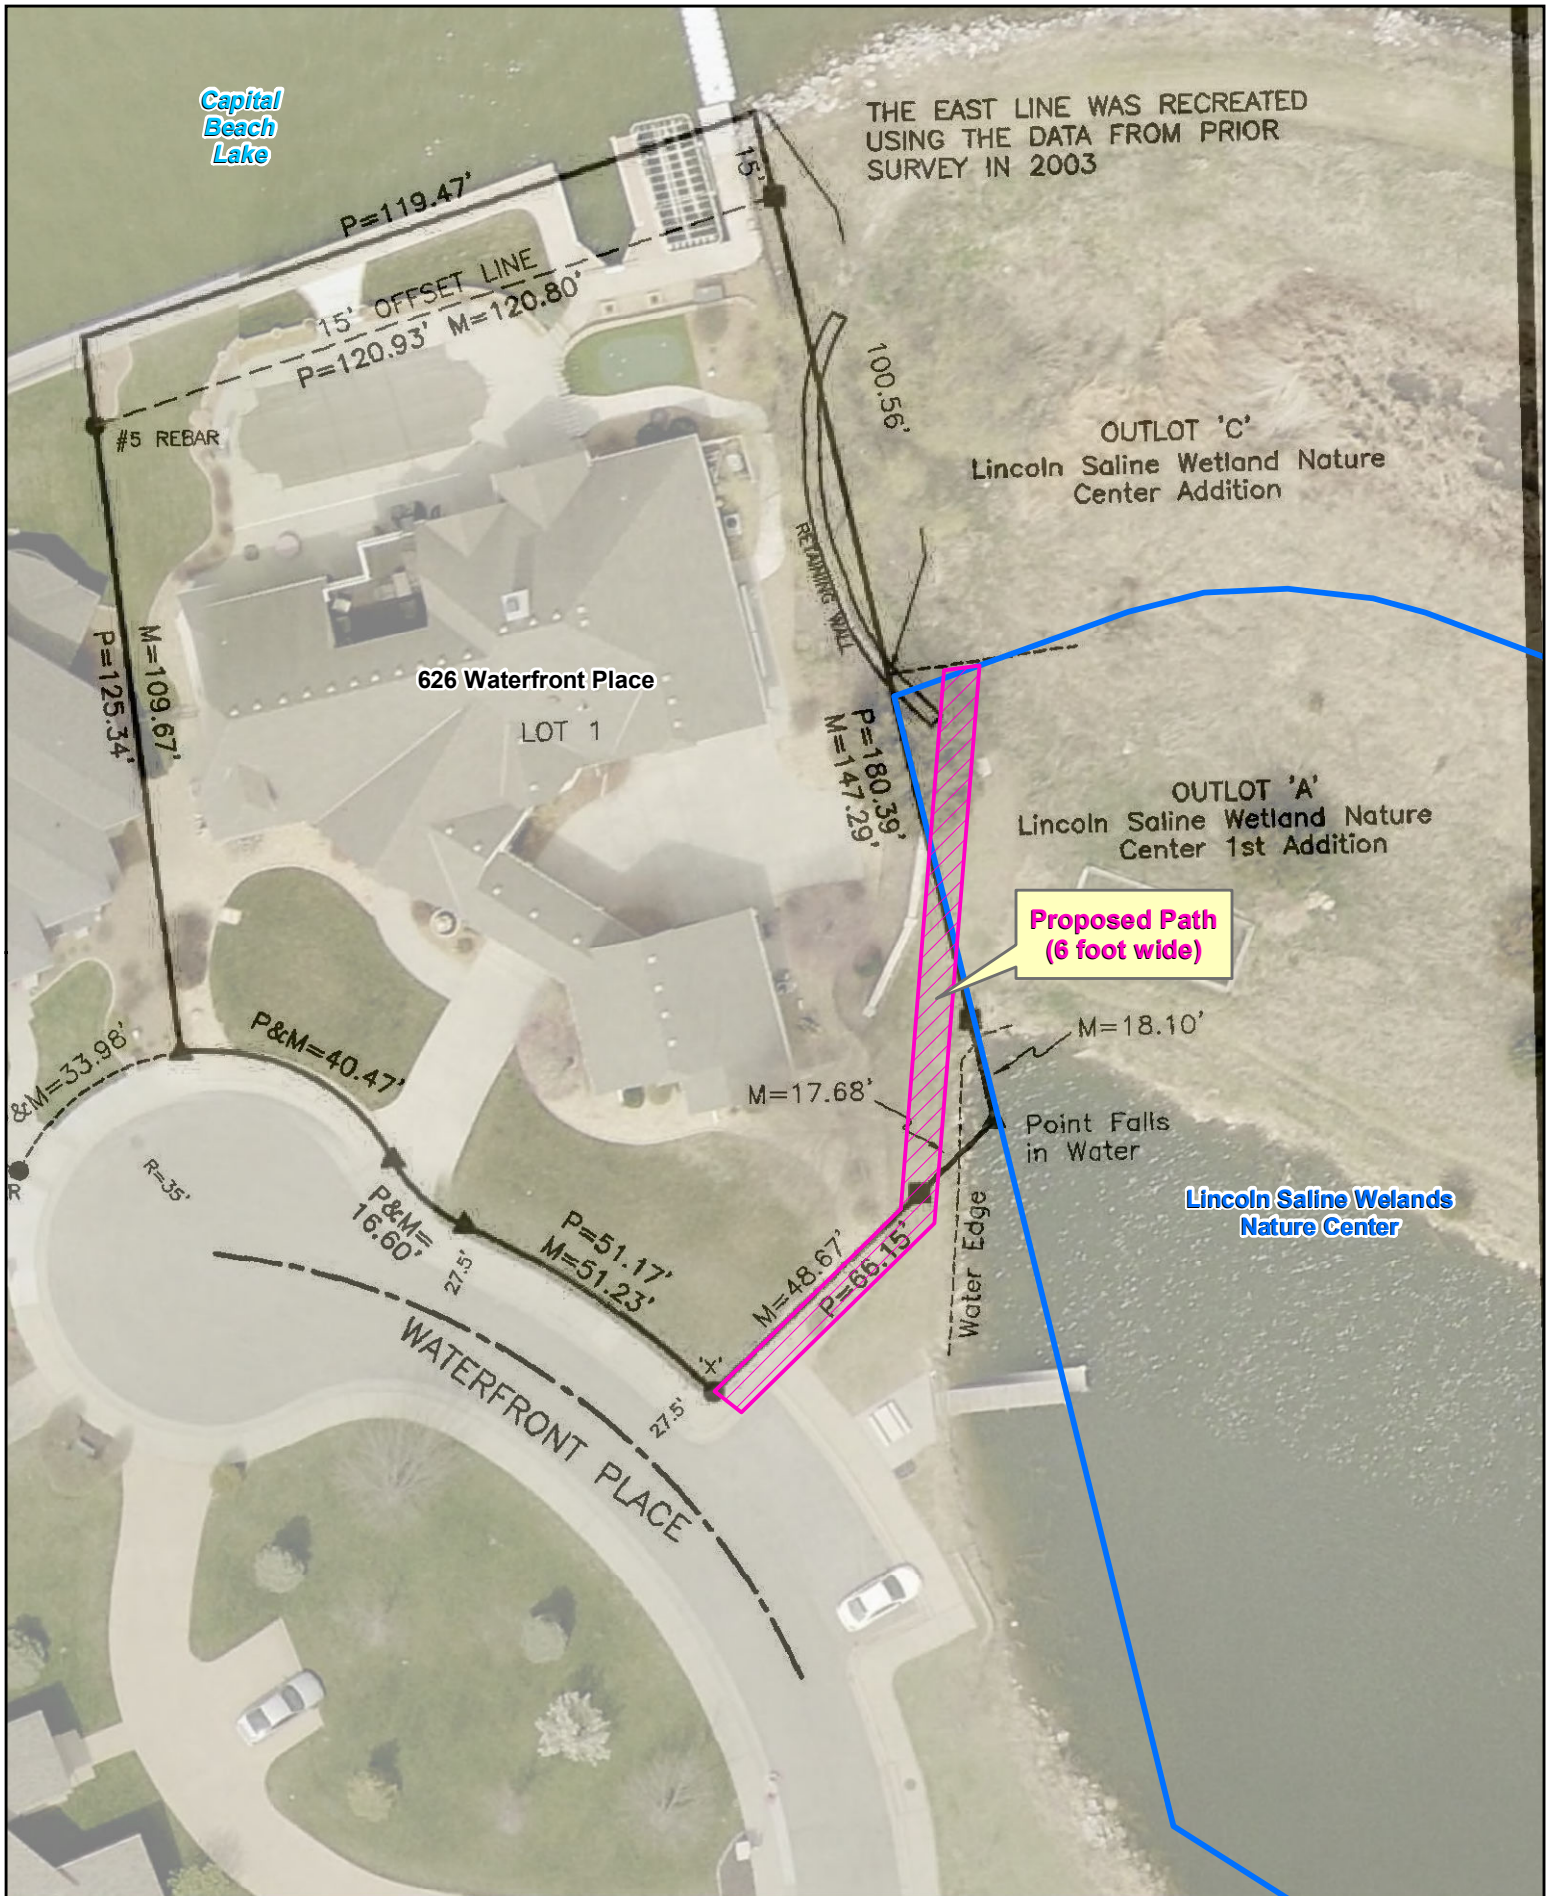 Capital
Beach
Lake
THE EAST LINE WAS RECREATED
USING THE DATA FROM PRIOR
SURVEY IN 2003
15'
P=119.47'
15' OFFSET LINE
P=120.93' M=120.80'
#5 REBAR
100.56'
OUTLOT 'C'
Lincoln Saline Wetland Nature
Center Addition
RETAINING WALL
M=109.67'
P=125.34'
626 Waterfront Place
LOT 1
P=180.39'
M=147.29'
OUTLOT 'A'
Lincoln Saline Wetland Nature
Center 1st Addition
Proposed Path
(6 foot wide)
M=18.10'
P&M=40.47'
&M=33.98'
M=17.68'
Point Falls
in Water
R
R=35'
P&M=
16.60'
27.5'
P=51.17'
M=51.23'
M=48.67'
P=66.15'
Water Edge
Lincoln Saline Welands
Nature Center
'X'
27.5'
WATERFRONT PLACE